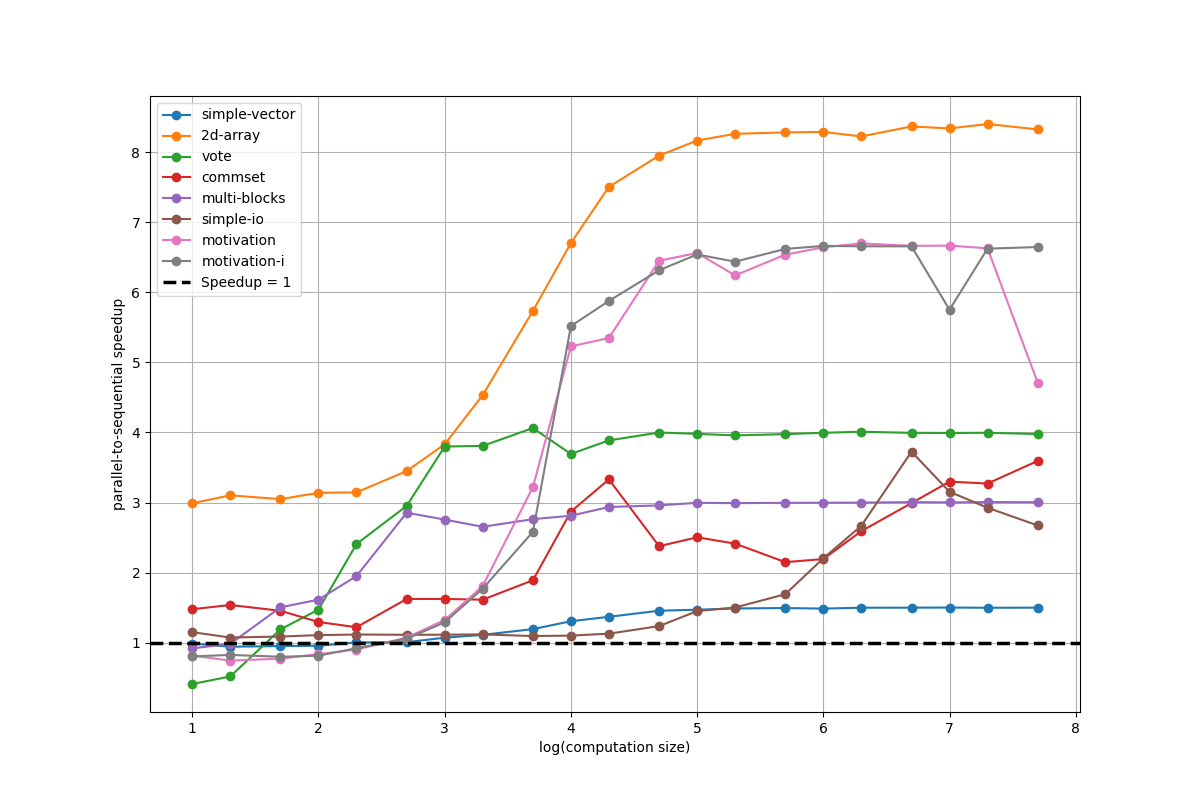 simple-vector
2d-array
vote
commset
multi-blocks
simple-io
motivation
motivation-i
Speedup = 1
parallel-to-sequential speedup
8
7
6
5
4
3
2
1
1 2 3 4 5 6 7 8
log(computation size)